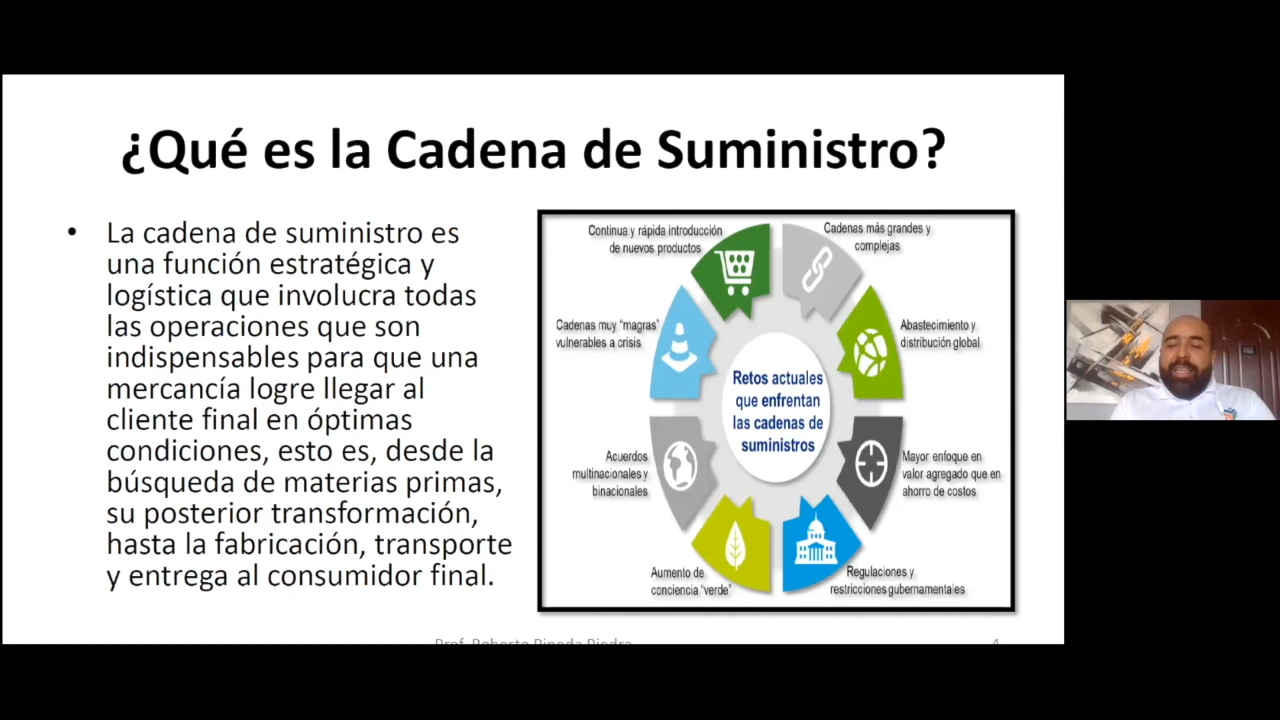 ¿Qué es la Cadena de Suministro?
• La cadena de suministro es
una función estratégica y
logística que involucra todas
las operaciones que son
indispensables para que una
mercancía logre llegar al
cliente final en óptimas
condiciones, esto es, desde la
búsqueda de materias primas,
su posterior transformación,
hasta la fabricación, transporte
y entrega al consumidor final.
Continua y rápida introducción
de nuevos productos
Cadenas más grandes y
complejas
Cadenas muy “magras”
vulnerables a crisis
Abastecimiento y
distribución global
Retos actuales
que enfrentan
las cadenas de
suministros
Acuerdos
multinacionales y
binacionales
Mayor enfoque en
valor agregado que en
ahorro de costos
Aumento de
conciencia “verde”
Regulaciones y
restricciones gubernamentales
Prof. Roberto Pineda Piedra
4